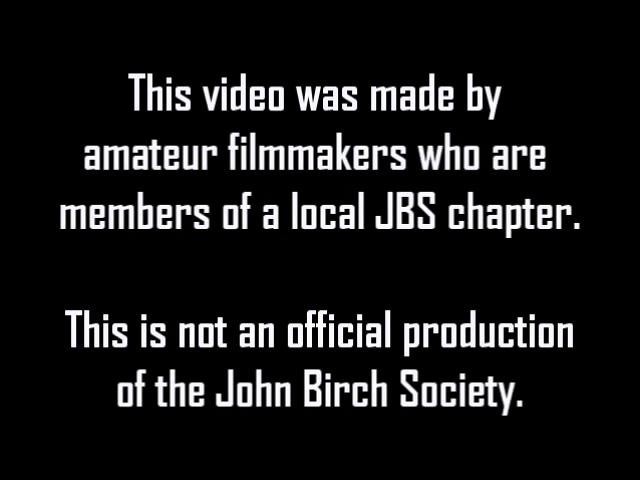 This video was made by
amateur filmmakers who are
members of a local JBS chapter.
This is not an official production
of the John Birch Society.